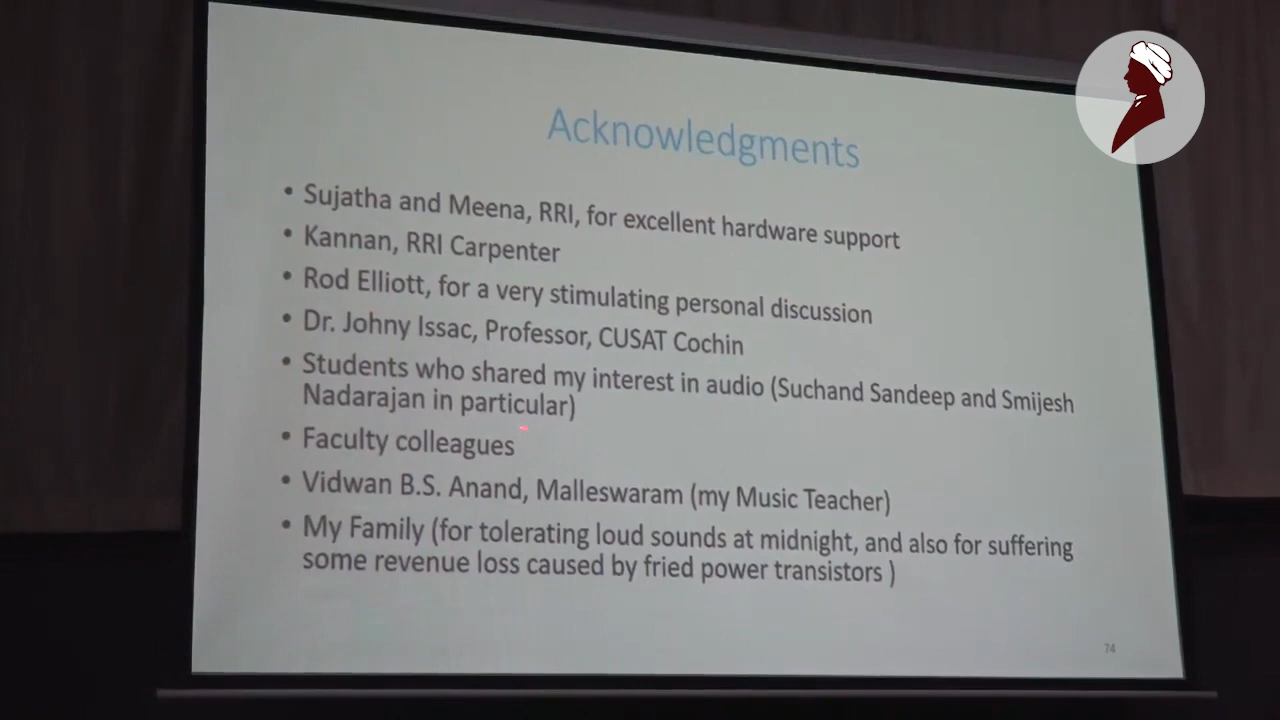 Acknowledgments
• Sujatha and Meena, RRI, for excellent hardware support
• Kannan, RRI Carpenter
• Rod Elliott, for a very stimulating personal discussion
• Dr. Johny Issac, Professor, CUSAT Cochin
• Students who shared my interest in audio (Suchand Sandeep and Smijesh
Nadarajan in particular)
• Faculty colleagues
• Vidwan B.S. Anand, Malleswaram (my Music Teacher)
• My Family (for tolerating loud sounds at midnight, and also for suffering
some revenue loss caused by fried power transistors )
74